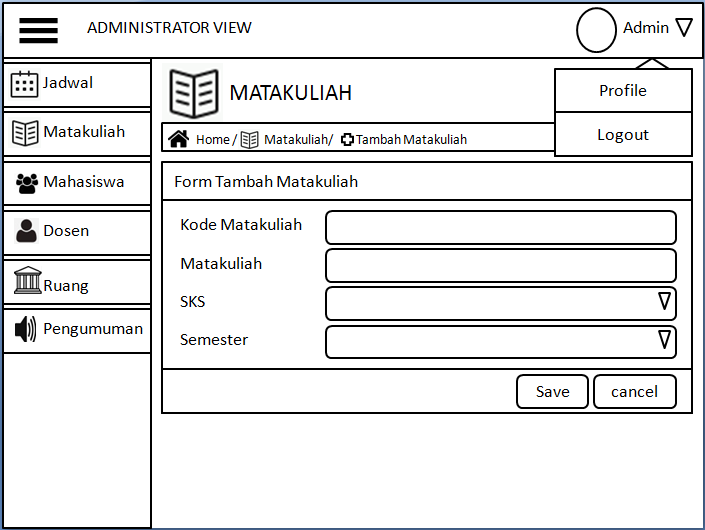 ADMINISTRATOR VIEW
Admin
Jadwal
Matakuliah
Mahasiswa
Dosen
Ruang
Pengumuman
MATAKULIAH
Profile
Logout
Home / Matakuliah/ Tambah Matakuliah
Form Tambah Matakuliah
Kode Matakuliah
Matakuliah
SKS
Semester
Save
cancel